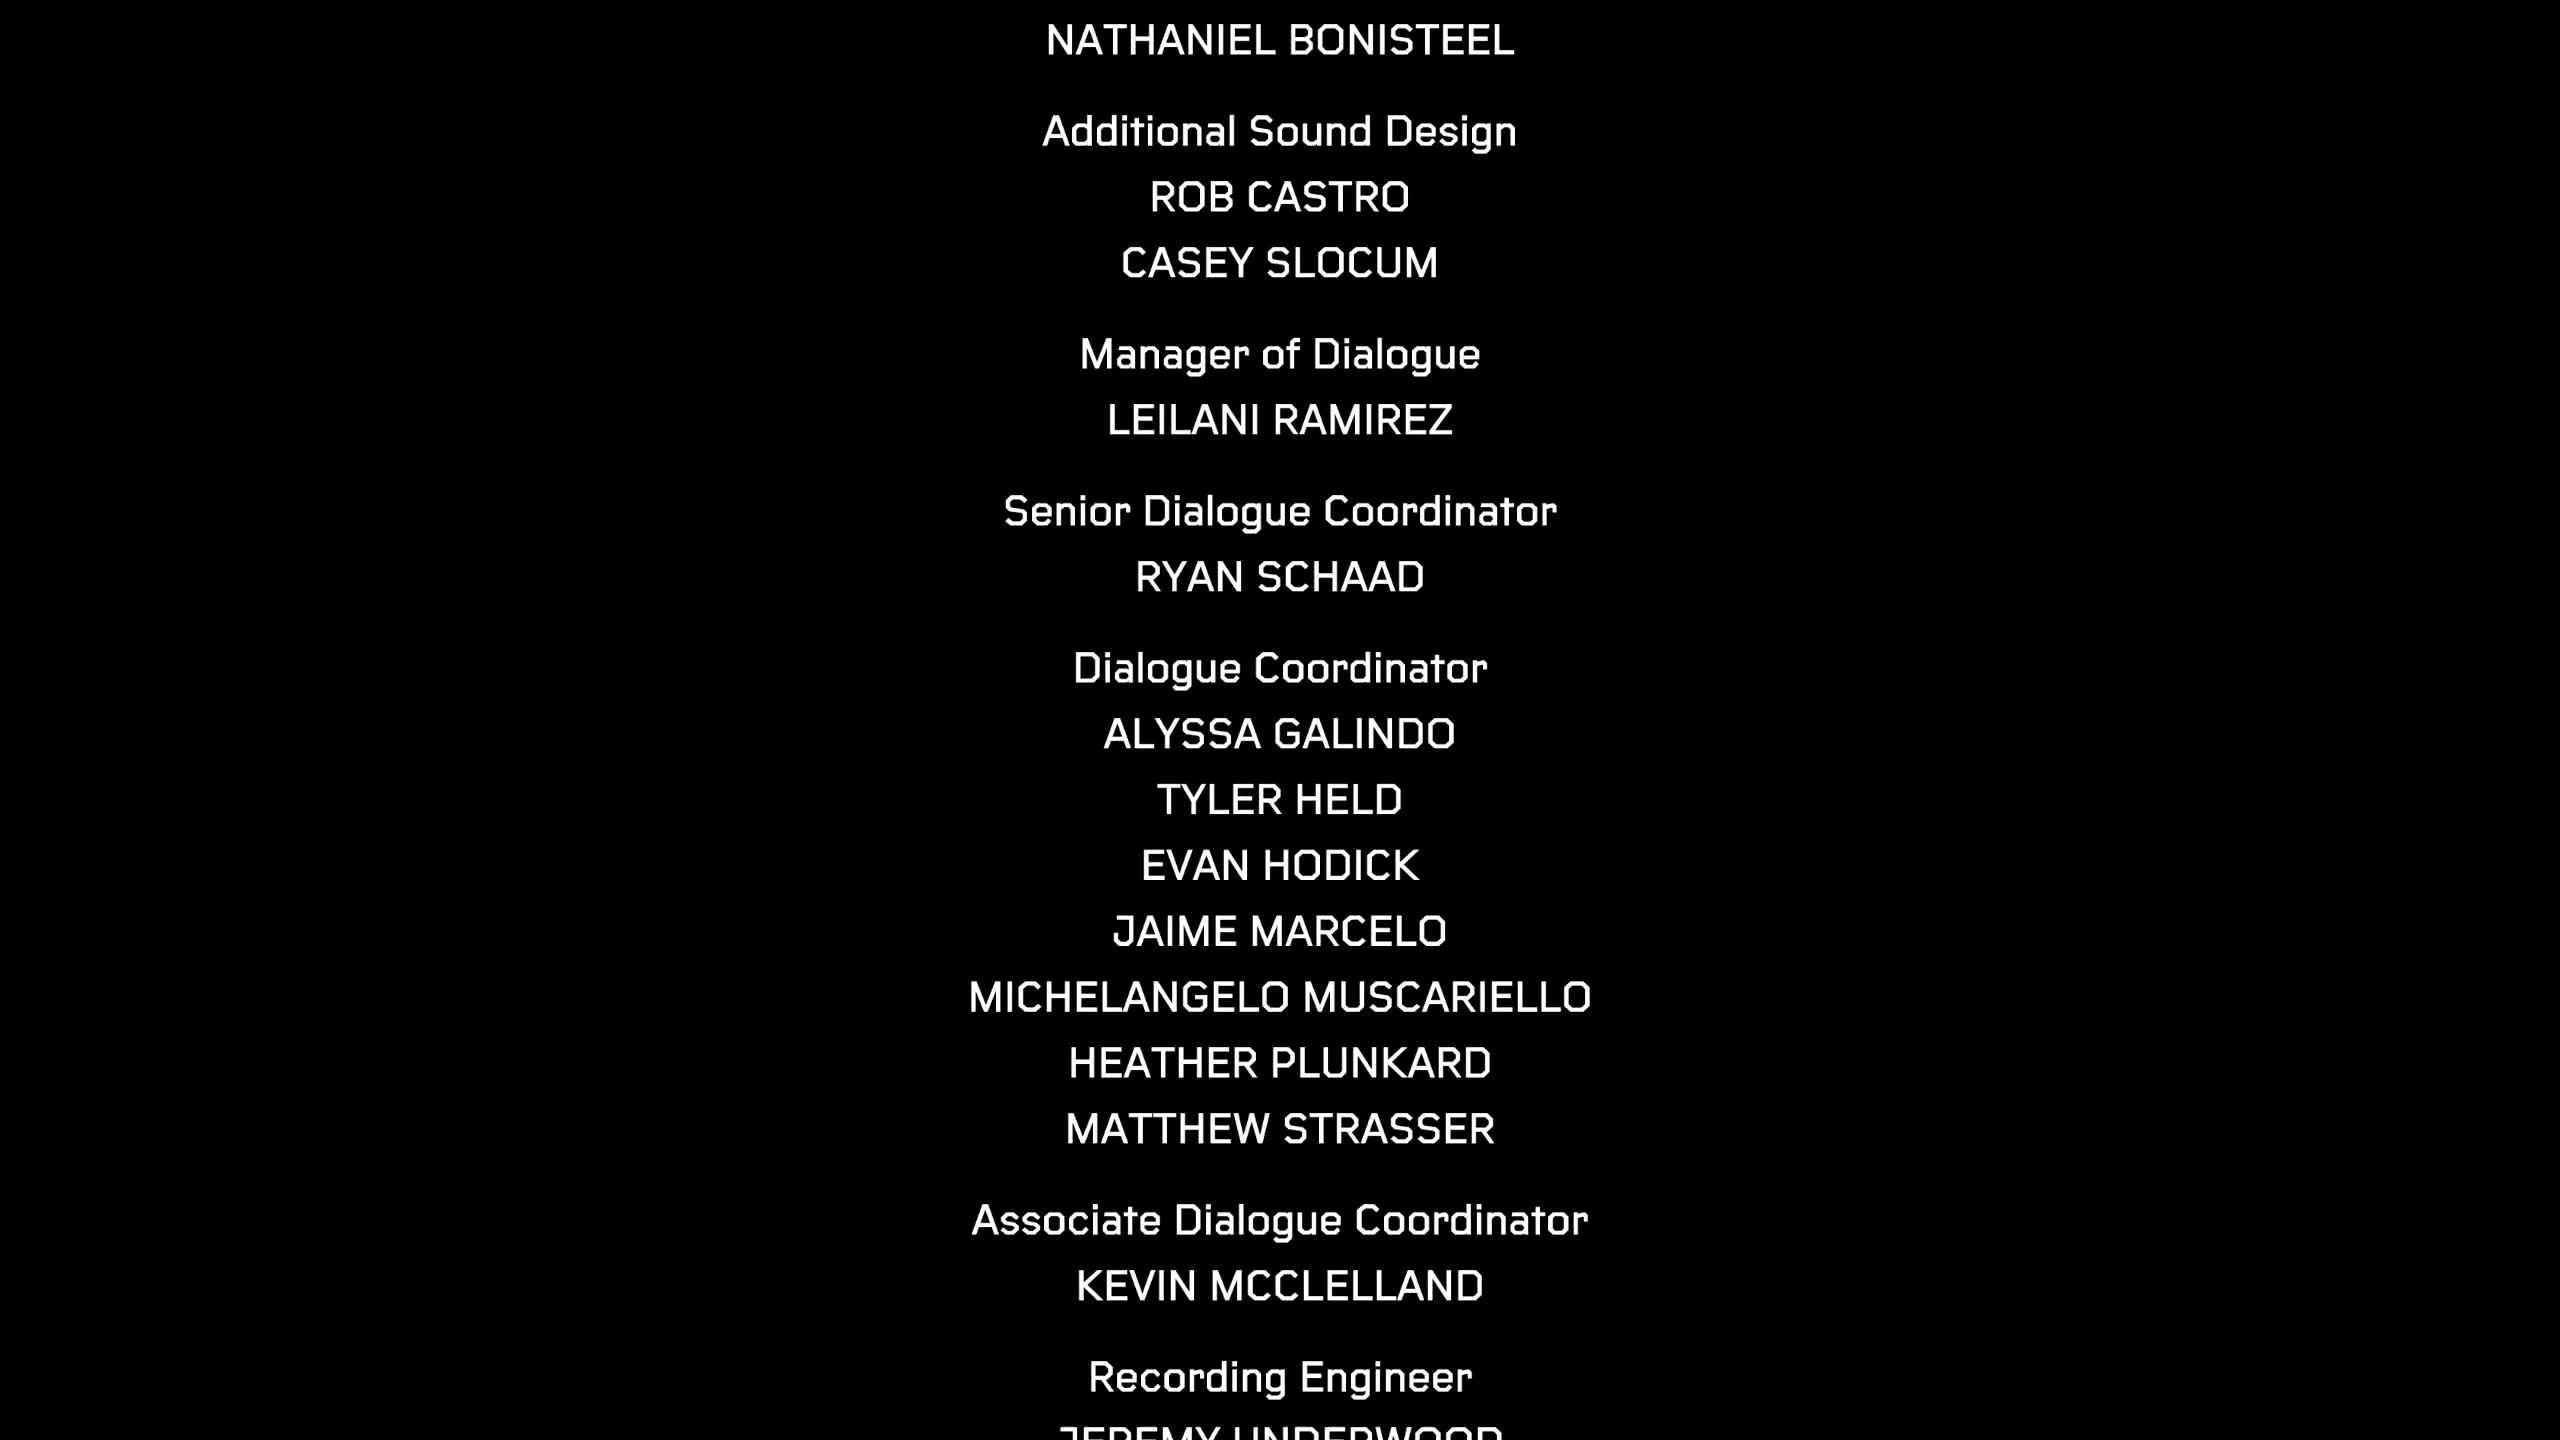 NATHANIEL BONISTEEL
Additional Sound Design
ROB CASTRO
CASEY SLOCUM
Manager of Dialogue
LEILANI RAMIREZ
Senior Dialogue Coordinator
RYAN SCHAAD
Dialogue Coordinator
ALYSSA GALINDO
TYLER HELD
EVAN HODICK
JAIME MARCELO
MICHELANGELO MUSCARIELLO
HEATHER PLUNKARD
MATTHEW STRASSER
Associate Dialogue Coordinator
KEVIN MCCLELLAND
Recording Engineer
JEREMY UNDERWOOD